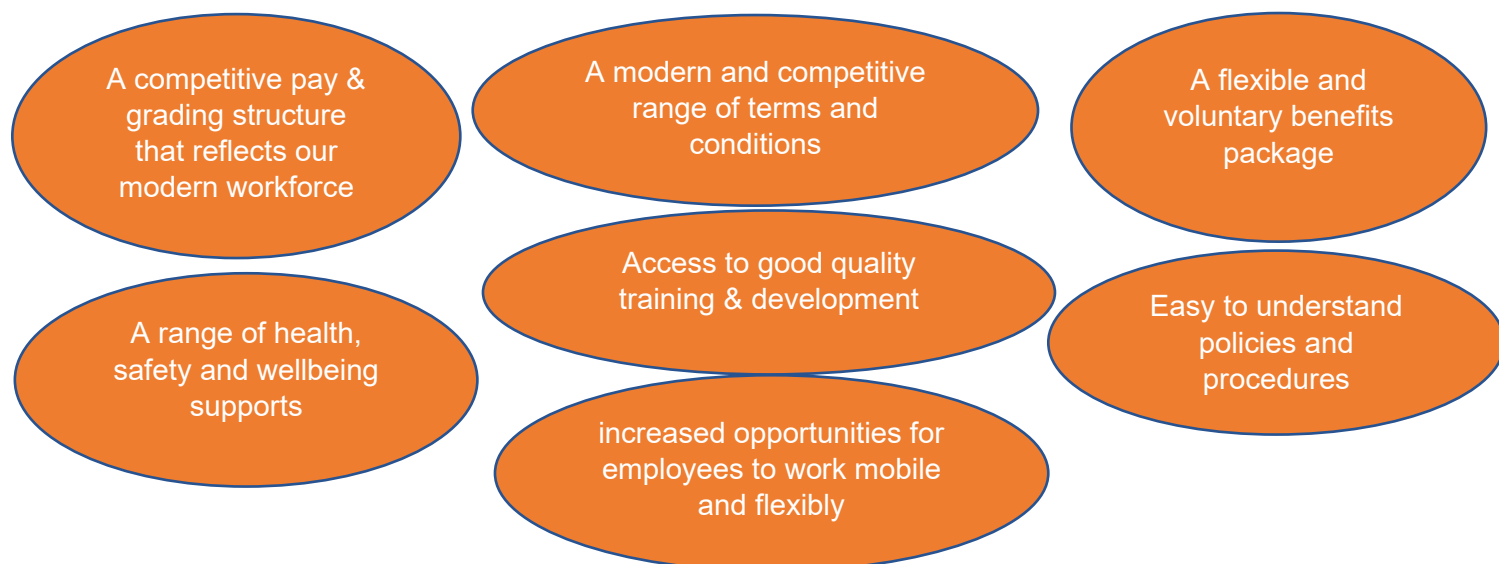 A competitive pay &
grading structure
that reflects our
modern workforce
A modern and competitive
range of terms and
conditions
A flexible and
voluntary benefits
package
A range of health,
safety and wellbeing
supports
Access to good quality
training & development
Easy to understand
policies and
procedures
increased opportunities for
employees to work mobile
and flexibly